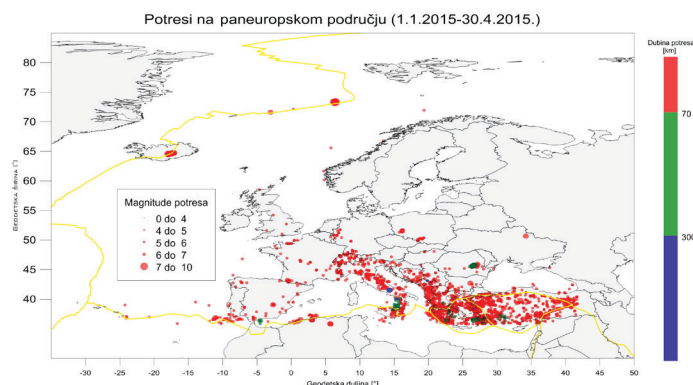 Potresi na paneuropskom području (1.1.2015-30.4.2015.)
Dubina potresa
[km]
85
80
75
70
65
60
55
50
45
40
Geodetska širina [°]
Magnitude potresa
0 do 4
4 do 5
5 do 6
6 do 7
7 do 10
70
300
-30
-25
-20
-15
-10
-5
0
5
10
15
20
25
30
35
40
45
50
Geodetska dužina [°]